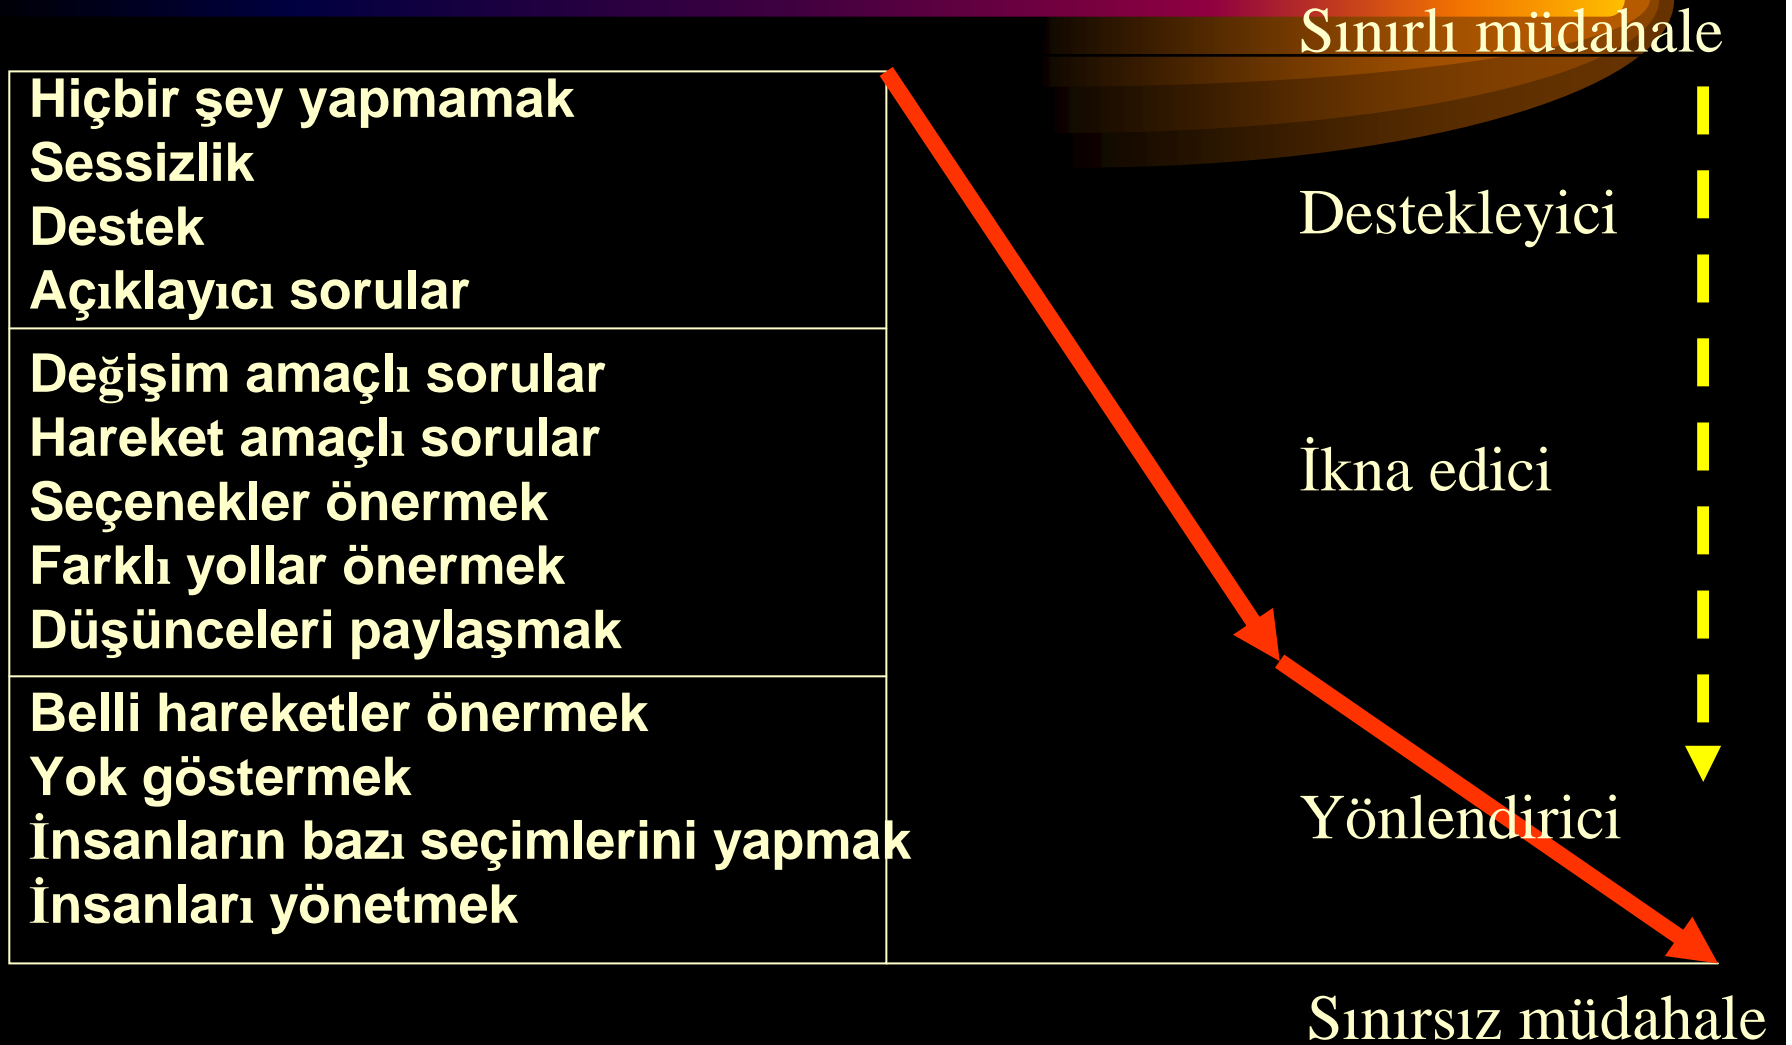 Sınırlı müdahale
Hiçbir şey yapmamak
Sessizlik
Destek
Açıklayıcı sorular
Destekleyici
Değişim amaçlı sorular
Hareket amaçlı sorular
Seçenekler önermek
Farklı yollar önermek
Düşünceleri paylaşmak
İkna edici
Belli hareketler önermek
Yok göstermek
İnsanların bazı seçimlerini yapmak
İnsanları yönetmek
Yönlendirici
Sınırsız müdahale